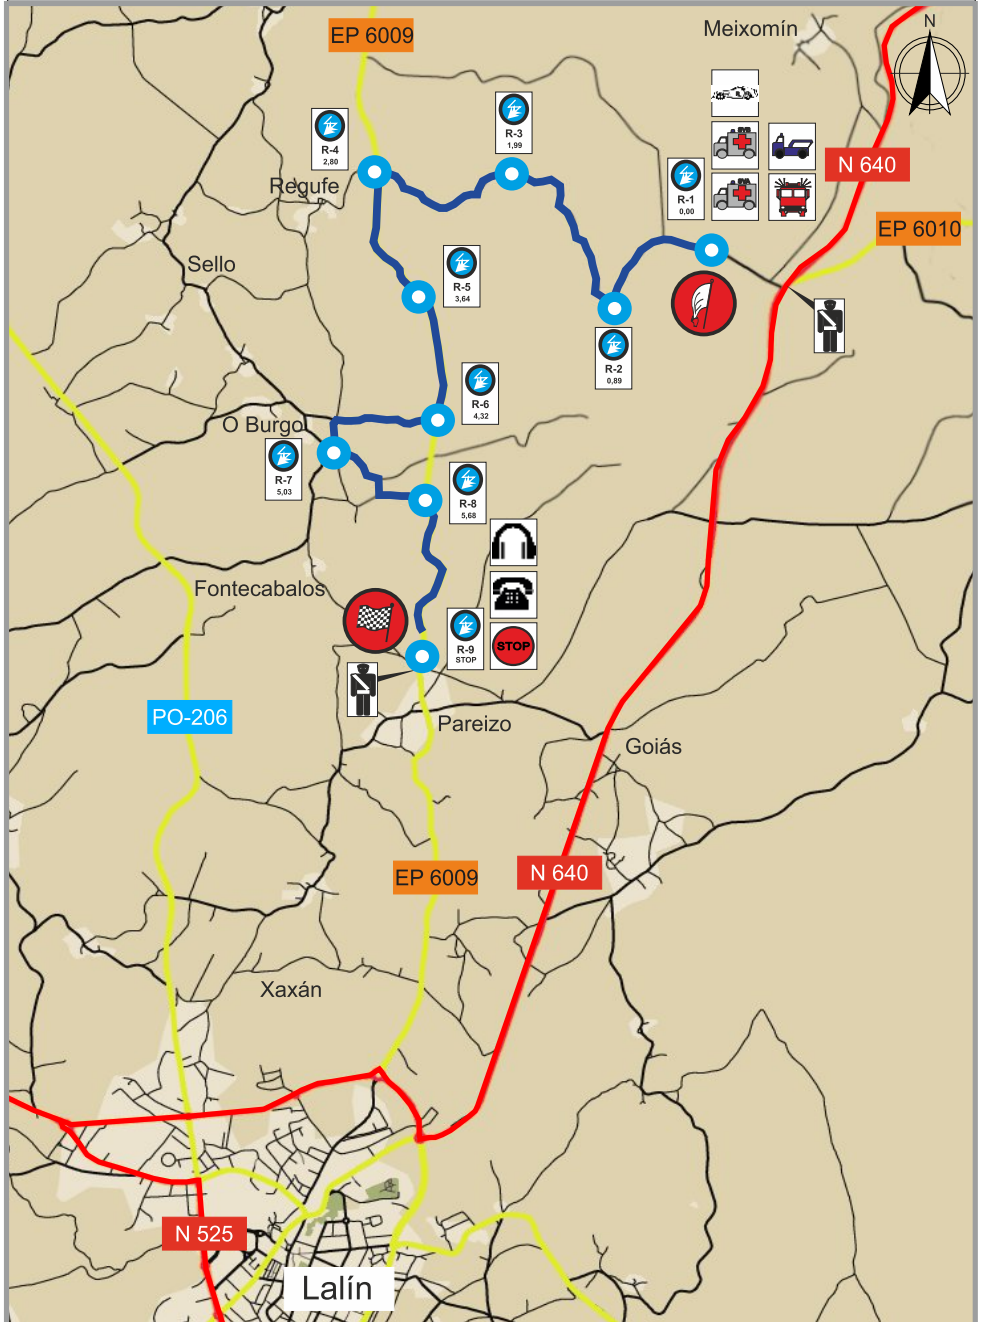 EP 6009
Meixomín
N
R-4
2,80
R-3
1,99
SVB
N 640
R-1
0,00
SVA
Regufe
EP 6010
Sello
R-5
3,64
R-2
0,89
R-6
4,32
O Burgo
R-7
5,03
R-8
5,68
Fontecabalos
R-9
STOP
STOP
PO-206
Pareizo
Goiás
EP 6009
N 640
Xaxán
N 525
Lalín